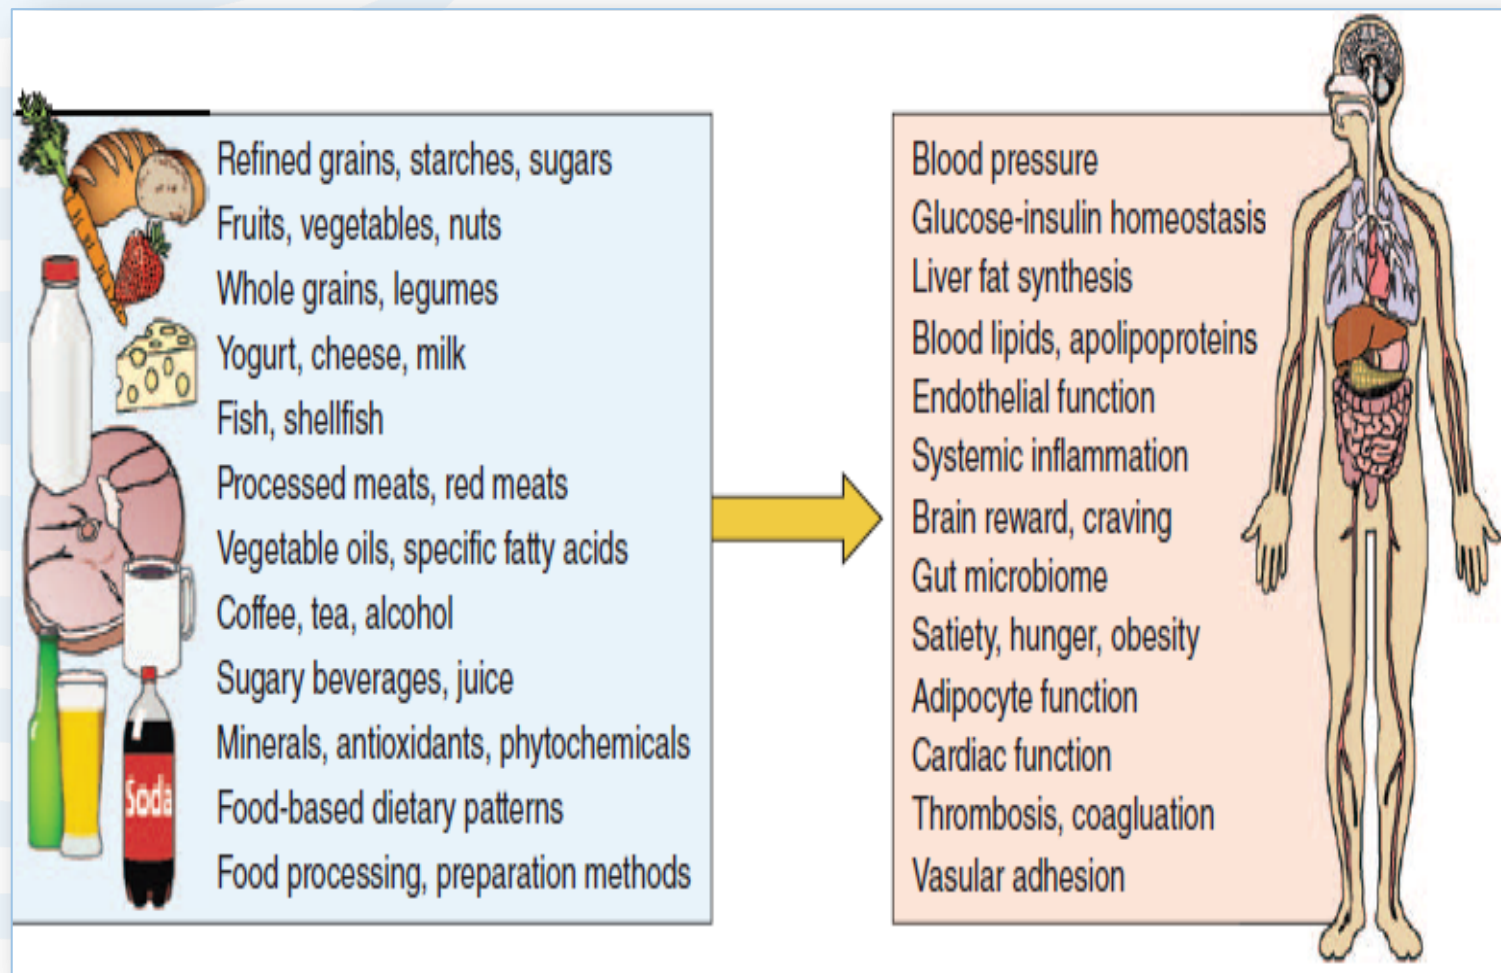 Refined grains, starches, sugars
Fruits, vegetables, nuts
Whole grains, legumes
Yogurt, cheese, milk
Fish, shellfish
Processed meats, red meats
Vegetable oils, specific fatty acids
Coffee, tea, alcohol
Sugary beverages, juice
Minerals, antioxidants, phytochemicals
Food-based dietary patterns
Food processing, preparation methods
Soda
Blood pressure
Glucose-insulin homeostasis
Liver fat synthesis
Blood lipids, apolipoproteins
Endothelial function
Systemic inflammation
Brain reward, craving
Gut microbiome
Satiety, hunger, obesity
Adipocyte function
Cardiac function
Thrombosis, coagluation
Vasular adhesion